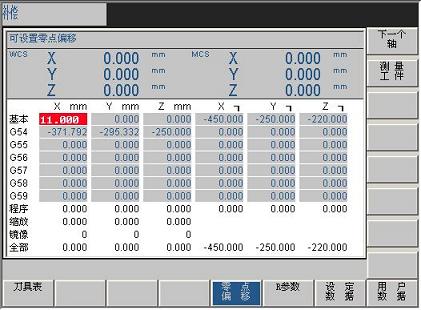 补偿
下一个
轴
可设置零点偏移
WCS X 0.000 mm MCS X 0.000 mm
Y 0.000 mm Y 0.000 mm
Z 0.000 mm Z 0.000 mm
测量
工件
X mm Y mm Z mm X ┓ Y ┓ Z ┓
基本 11.000 0.000 0.000 -450.000 -250.000 -220.000
G54 -371.792 -295.332 -250.000 0.000 0.000 0.000
G55 0.000 0.000 0.000 0.000 0.000 0.000
G56 0.000 0.000 0.000 0.000 0.000 0.000
G57 0.000 0.000 0.000 0.000 0.000 0.000
G58 0.000 0.000 0.000 0.000 0.000 0.000
G59 0.000 0.000 0.000 0.000 0.000 0.000
程序 0.000 0.000 0.000 0.000 0.000 0.000
缩放 0.000 0.000 0.000
镜像 0 0 0
全部 0.000 0.000 0.000 -450.000 -250.000 -220.000
刀具表 零点偏移 R参数 设定数据 用户数据